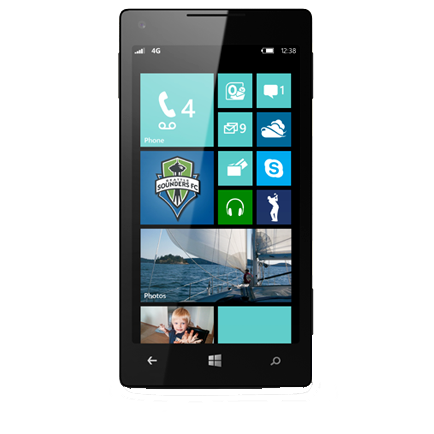 4G
12:38
4
1
Phone
9
SEATTLE
SOUNDERS FC
Photos